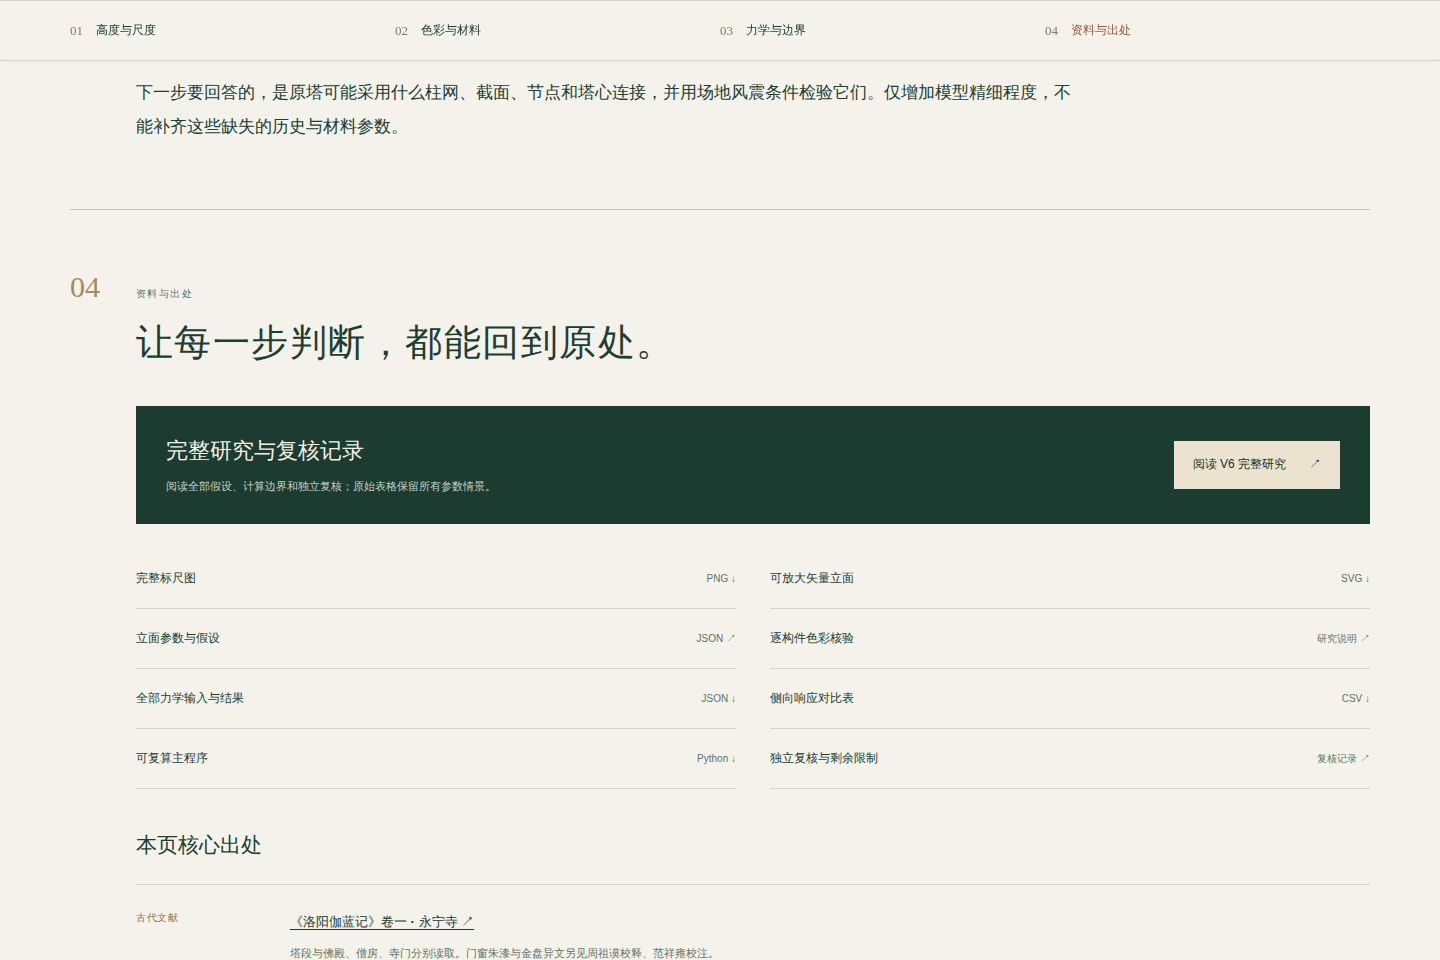 01 高度与尺度 02 色彩与材料 03 力学与边界 04 资料与出处
下一步要回答的，是原塔可能采用什么柱网、截面、节点和塔心连接，并用场地风震条件检验它们。仅增加模型精细程度，不
能补齐这些缺失的历史与材料参数。
04 资料与出处
让每一步判断，都能回到原处。
完整研究与复核记录
阅读全部假设、计算边界和独立复核；原始表格保留所有参数情景。
阅读 V6 完整研究 ↗
完整标尺图 PNG ↓
可放大矢量立面 SVG ↓
立面参数与假设 JSON ↗
逐构件色彩核验 研究说明 ↗
全部力学输入与结果 JSON ↓
侧向响应对比表 CSV ↓
可复算主程序 Python ↓
独立复核与剩余限制 复核记录 ↗
本页核心出处
古代文献 《洛阳伽蓝记》卷一 · 永宁寺 ↗
塔段与佛殿、僧房、寺门分别读取。门窗朱漆与金盘异文另见周祖谟校释、范祥雍校注。